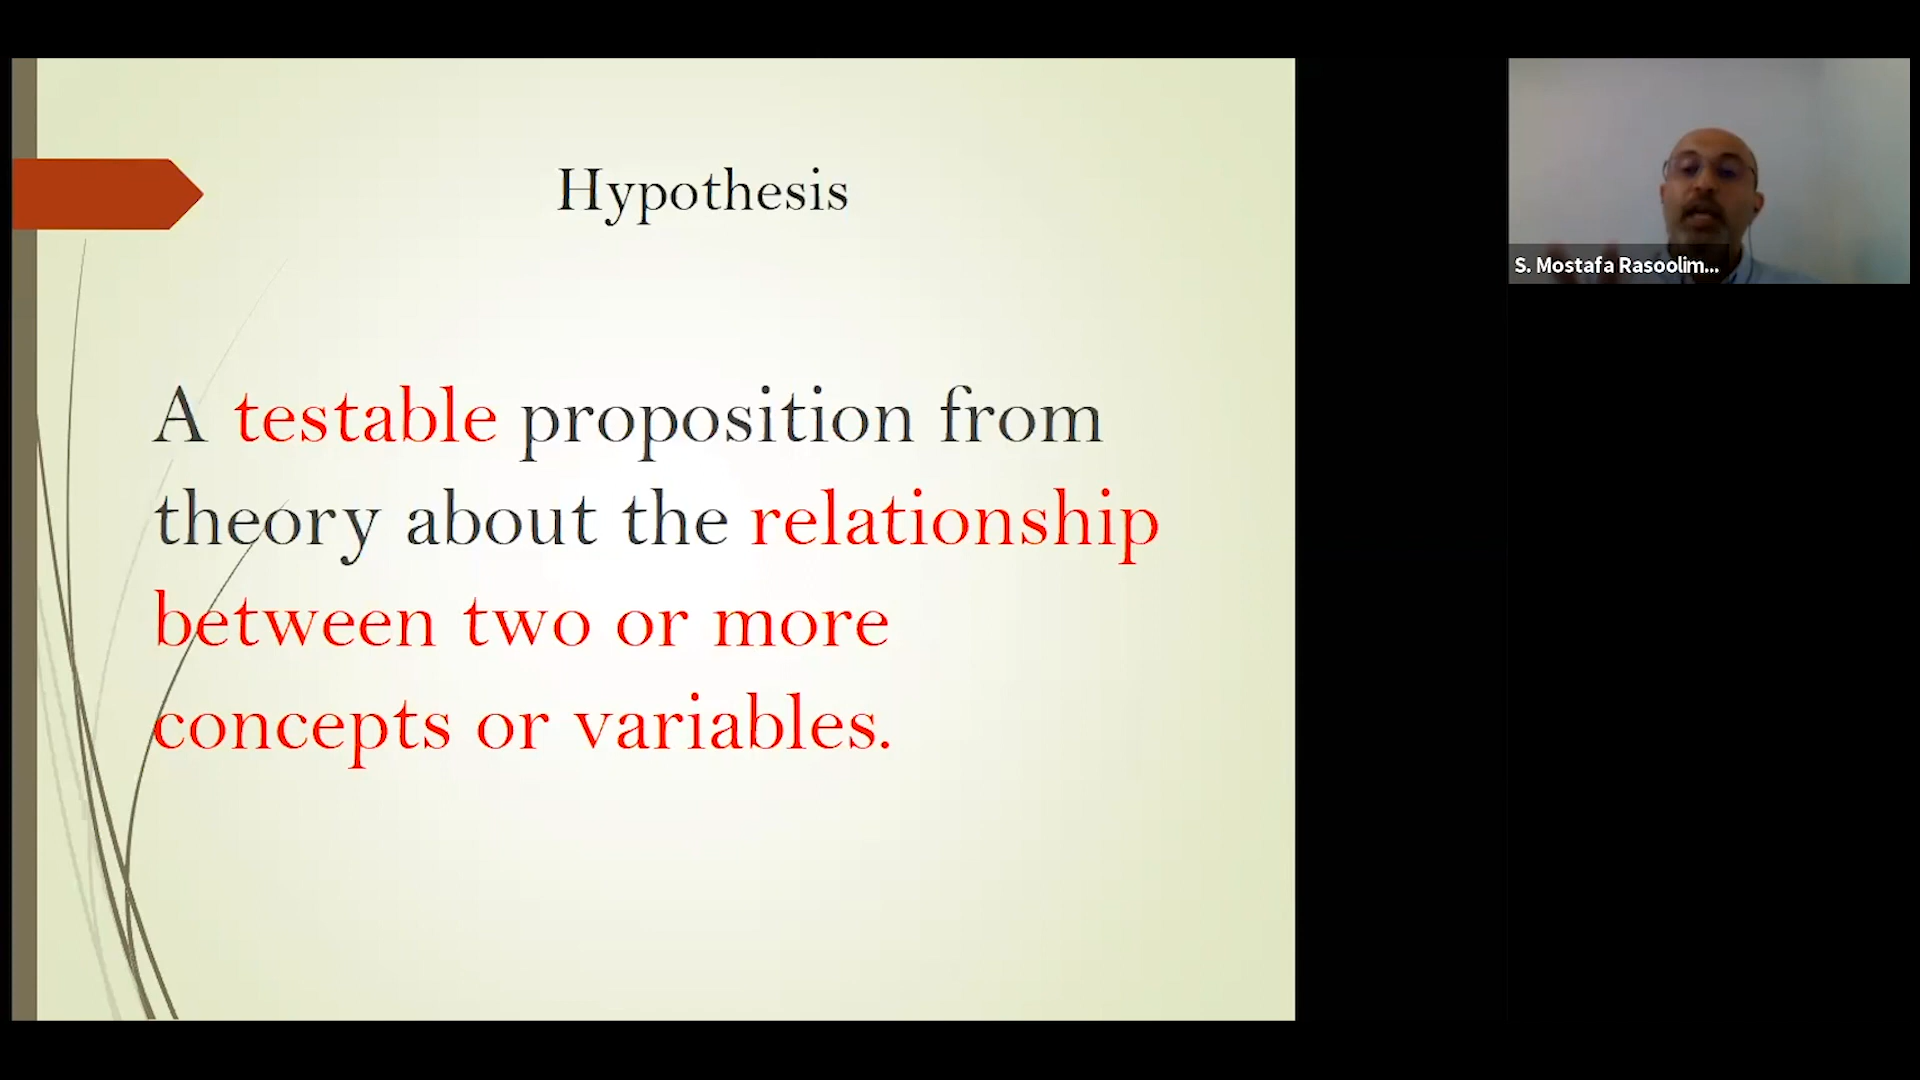 Hypothesis
A testable proposition from
theory about the relationship
between two or more
concepts or variables.
S. Mostafa Rasoolim...